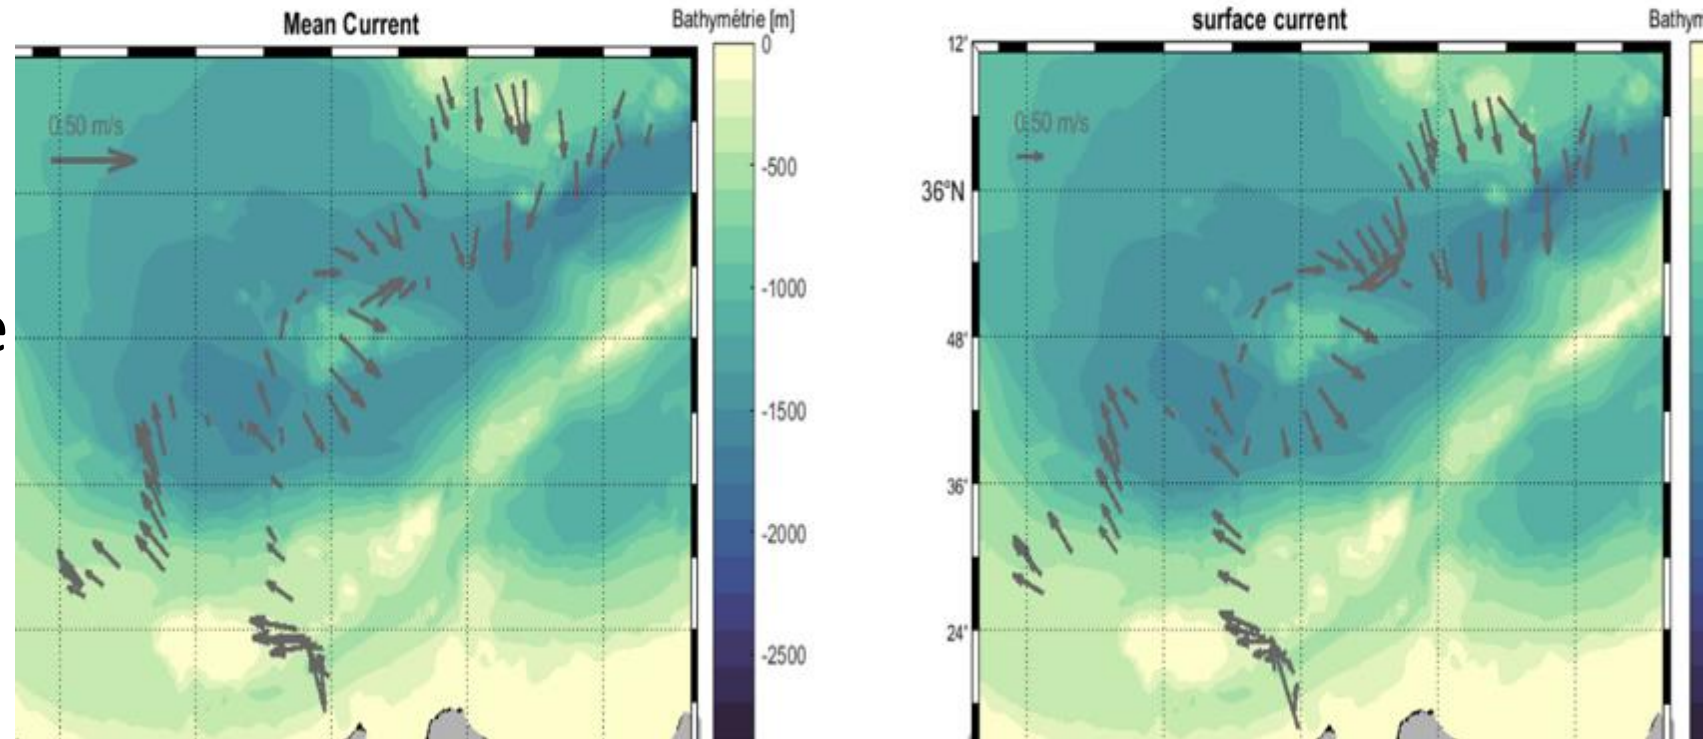 Mean Current
Bathymétrie [m]
0.50 m/s
0
-500
-1000
-1500
-2000
-2500
e
surface current
Bathym
12'
0.50 m/s
36°N
48'
36'
24'